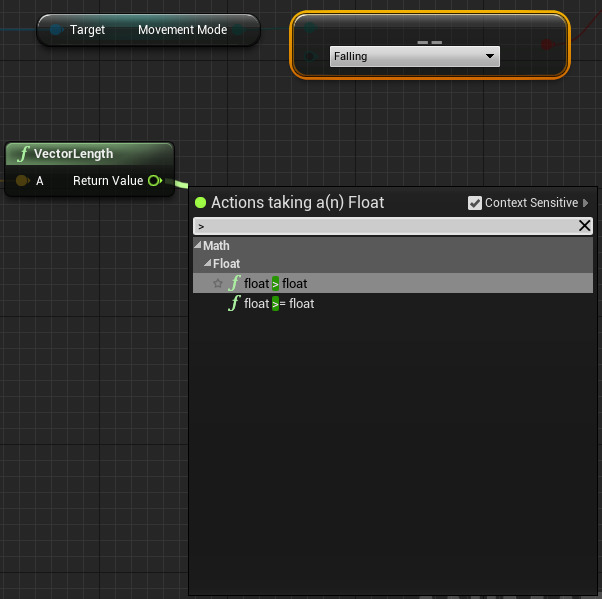 Target Movement Mode
==
Falling
f VectorLength
A Return Value
Actions taking a(n) Float
Context Sensitive
>
Math
Float
f float > float
f float >= float